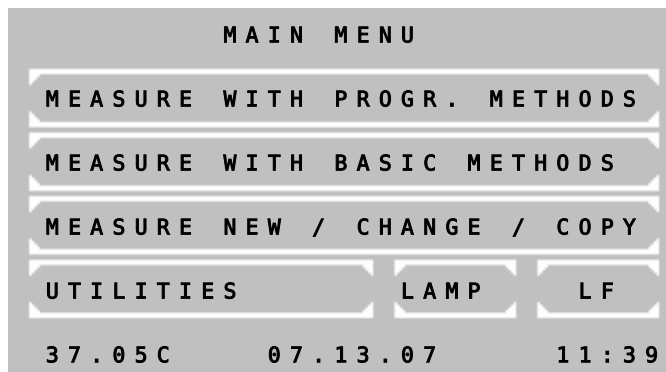 MAIN MENU
MEASURE WITH PROGR. METHODS
MEASURE WITH BASIC METHODS
MEASURE NEW / CHANGE / COPY
UTILITIES LAMP LF
37.05C 07.13.07 11:39